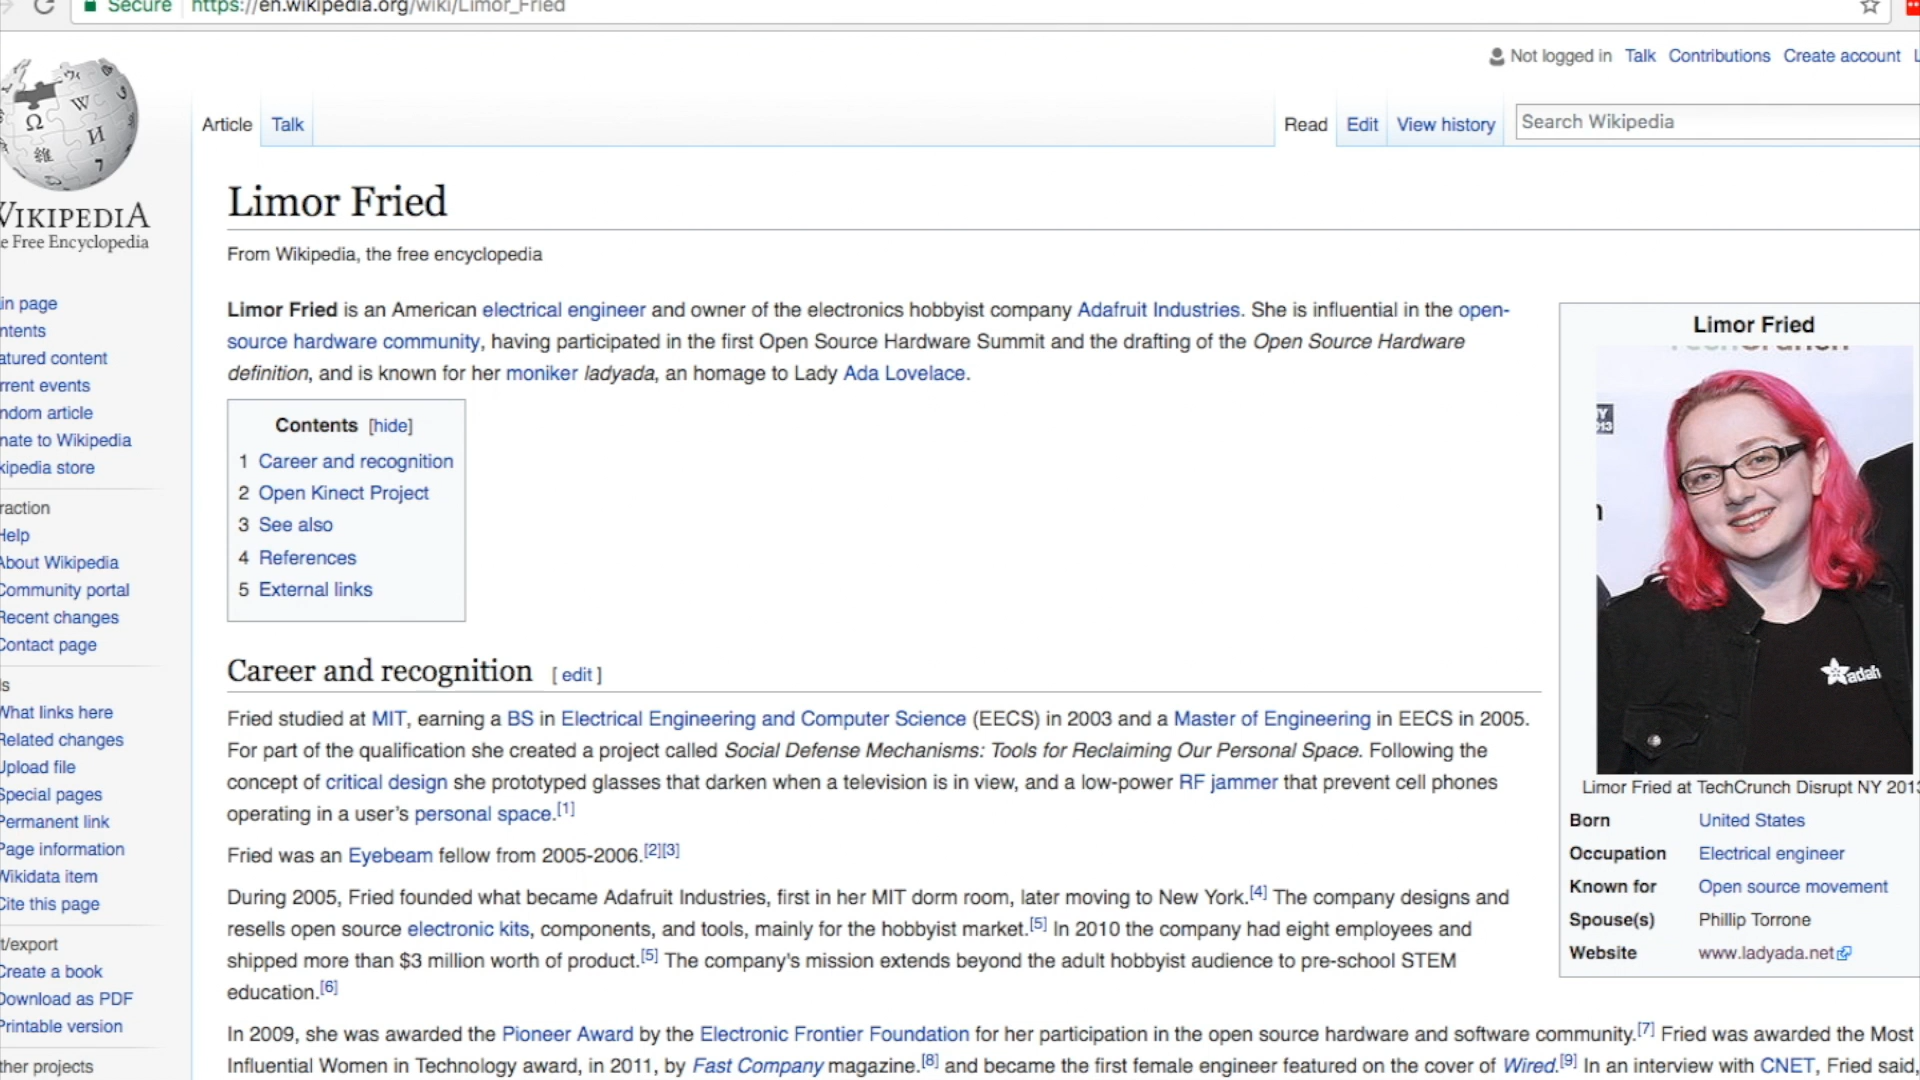 Secure https://en.wikipedia.org/wiki/Limor_Fried
Not logged in Talk Contributions Create account
Article Talk Read Edit View history Search Wikipedia
WIKIPEDIA
e Free Encyclopedia
in page
ntents
atured content
rrent events
ndom article
nate to Wikipedia
kipedia store
raction
Help
About Wikipedia
Community portal
Recent changes
Contact page
ls
What links here
Related changes
Upload file
Special pages
Permanent link
Page information
Wikidata item
Cite this page
t/export
Create a book
Download as PDF
Printable version
ther projects
Limor Fried
From Wikipedia, the free encyclopedia
Limor Fried is an American electrical engineer and owner of the electronics hobbyist company Adafruit Industries. She is influential in the open-
source hardware community, having participated in the first Open Source Hardware Summit and the drafting of the Open Source Hardware
definition, and is known for her moniker ladyada, an homage to Lady Ada Lovelace.
Contents [hide]
1 Career and recognition
2 Open Kinect Project
3 See also
4 References
5 External links
Career and recognition [ edit ]
Fried studied at MIT, earning a BS in Electrical Engineering and Computer Science (EECS) in 2003 and a Master of Engineering in EECS in 2005.
For part of the qualification she created a project called Social Defense Mechanisms: Tools for Reclaiming Our Personal Space. Following the
concept of critical design she prototyped glasses that darken when a television is in view, and a low-power RF jammer that prevent cell phones
operating in a user's personal space.[1]
Fried was an Eyebeam fellow from 2005-2006.[2][3]
During 2005, Fried founded what became Adafruit Industries, first in her MIT dorm room, later moving to New York.[4] The company designs and
resells open source electronic kits, components, and tools, mainly for the hobbyist market.[5] In 2010 the company had eight employees and
shipped more than $3 million worth of product.[5] The company's mission extends beyond the adult hobbyist audience to pre-school STEM
education.[6]
In 2009, she was awarded the Pioneer Award by the Electronic Frontier Foundation for her participation in the open source hardware and software community.[7] Fried was awarded the Most
Influential Women in Technology award, in 2011, by Fast Company magazine.[8] and became the first female engineer featured on the cover of Wired.[9] In an interview with CNET, Fried said,
Limor Fried
adafr
Limor Fried at TechCrunch Disrupt NY 2013
Born United States
Occupation Electrical engineer
Known for Open source movement
Spouse(s) Phillip Torrone
Website www.ladyada.net